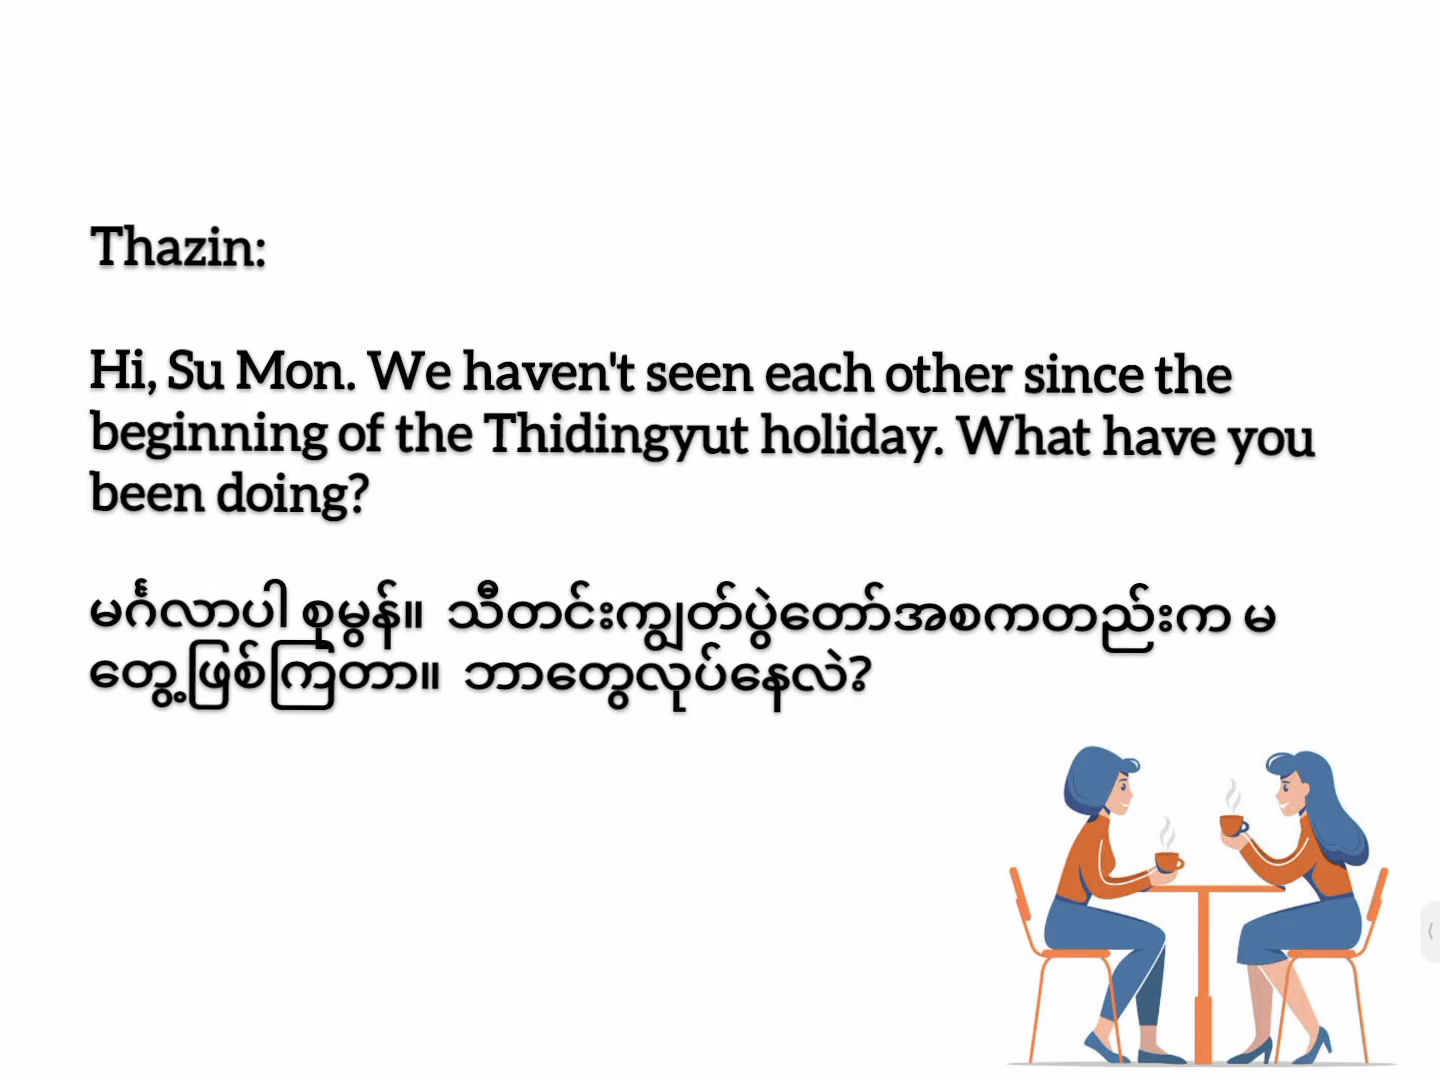 Thazin:
Hi, Su Mon. We haven't seen each other since the
beginning of the Thidingyut holiday. What have you
been doing?
မင်္ဂလာပါ စုမွန်။ သီတင်းကျွတ်ပွဲတော်အစကတည်းက မ
တွေ့ဖြစ်ကြတာ။ ဘာတွေလုပ်နေလဲ?